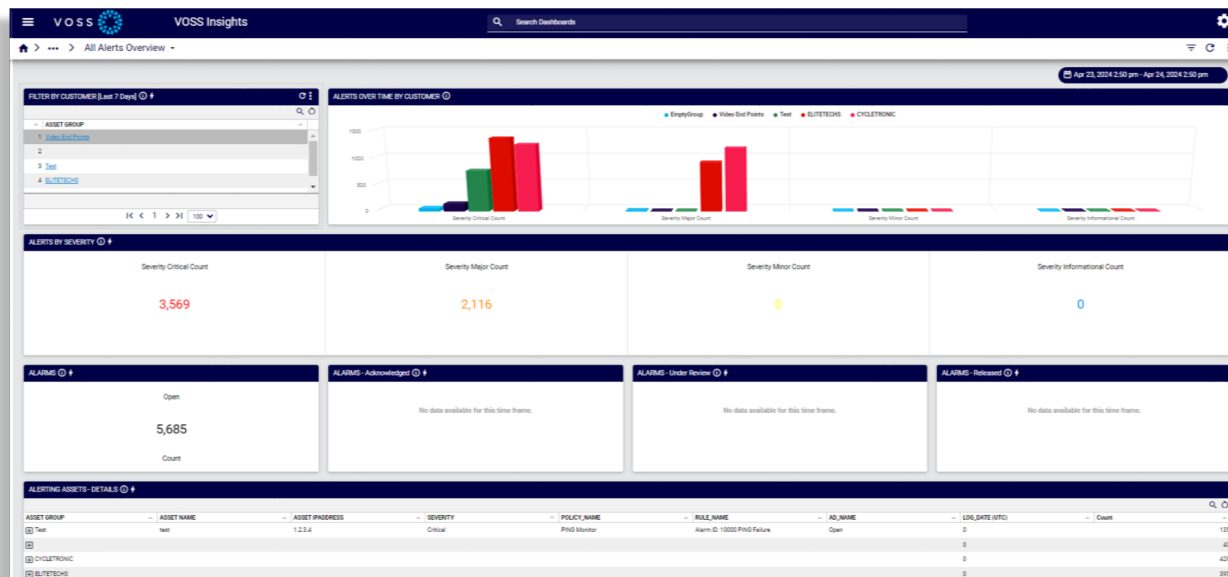 VOSS VOSS Insights Search Dashboards
All Alerts Overview
Apr 23, 2024 2:50 pm - Apr 24, 2024 2:50 pm
FILTER BY CUSTOMER [Last 7 Days]
ASSET GROUP
1 Video End Points
2
3 Test
4 ELITETECHS
1 100
ALERTS OVER TIME BY CUSTOMER
EmptyGroup Video End Points Test ELITETECHS CYCLETRONIC
1500
1000
500
0
Severity Critical Count Severity Major Count Severity Minor Count Severity Informational Count
ALERTS BY SEVERITY
Severity Critical Count Severity Major Count Severity Minor Count Severity Informational Count
3,569 2,116 0 0
ALARMS
Open
5,685
Count
ALARMS - Acknowledged
No data available for this time frame.
ALARMS - Under Review
No data available for this time frame.
ALARMS - Released
No data available for this time frame.
ALERTING ASSETS - DETAILS
ASSET GROUP ASSET NAME ASSET IPADDRESS SEVERITY POLICY_NAME RULE_NAME AD_NAME LOG_DATE (UTC) Count
Test test 1.2.3.4 Critical PING Monitor Alarm ID: 10000 PING Failure Open 0
0
CYCLETRONIC 0
ELITETECHS 0